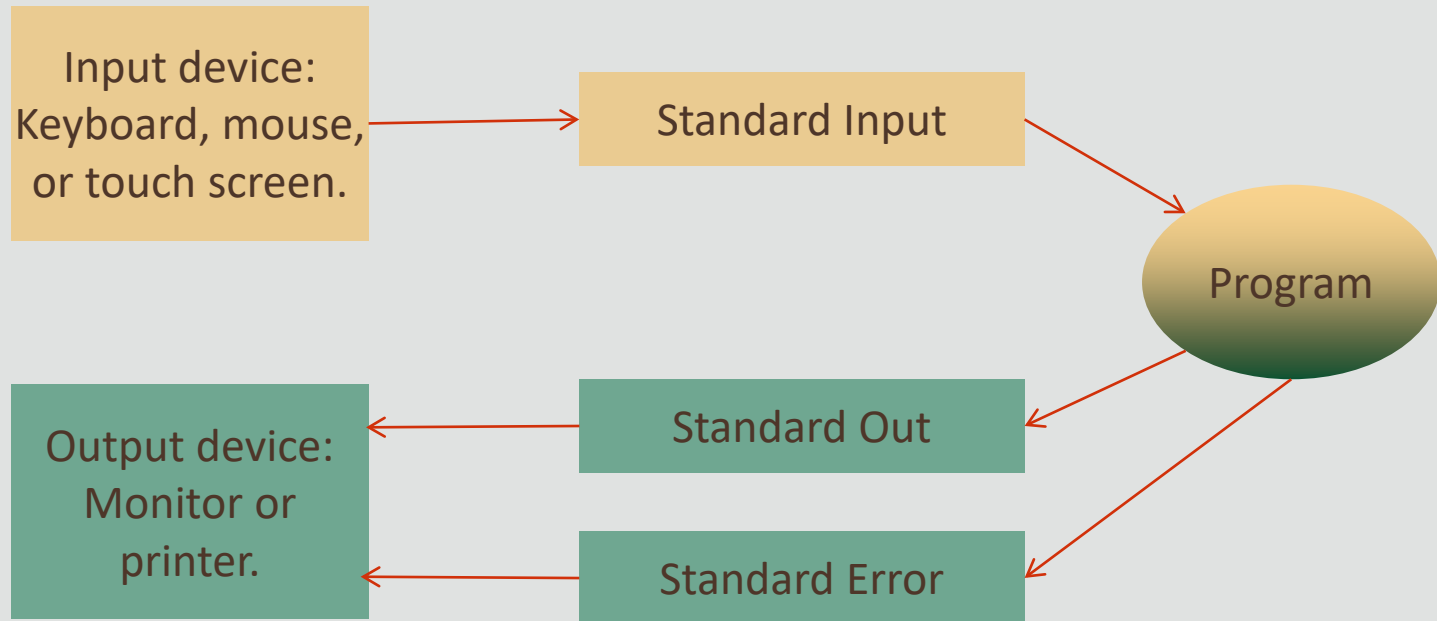 Input device:
Keyboard, mouse,
or touch screen.
Standard Input
Program
Standard Out
Output device:
Monitor or
printer.
Standard Error